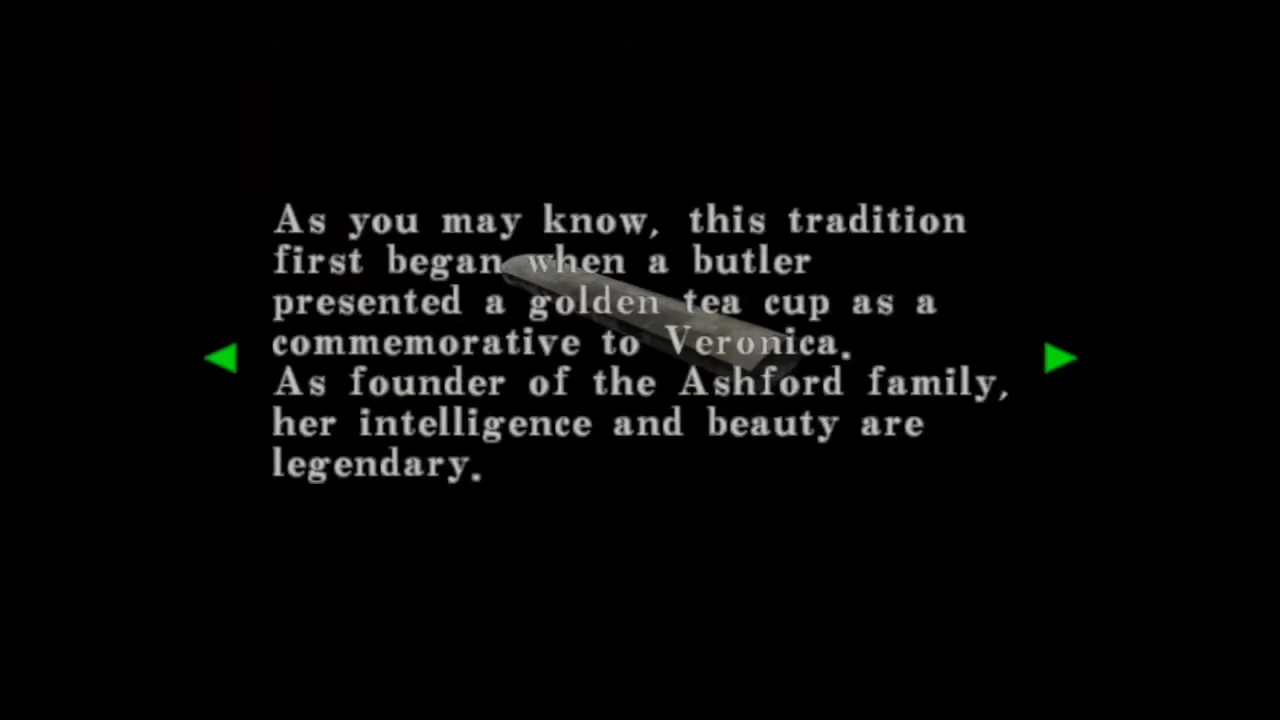 As you may know, this tradition
first began when a butler
presented a golden tea cup as a
commemorative to Veronica.
As founder of the Ashford family,
her intelligence and beauty are
legendary.